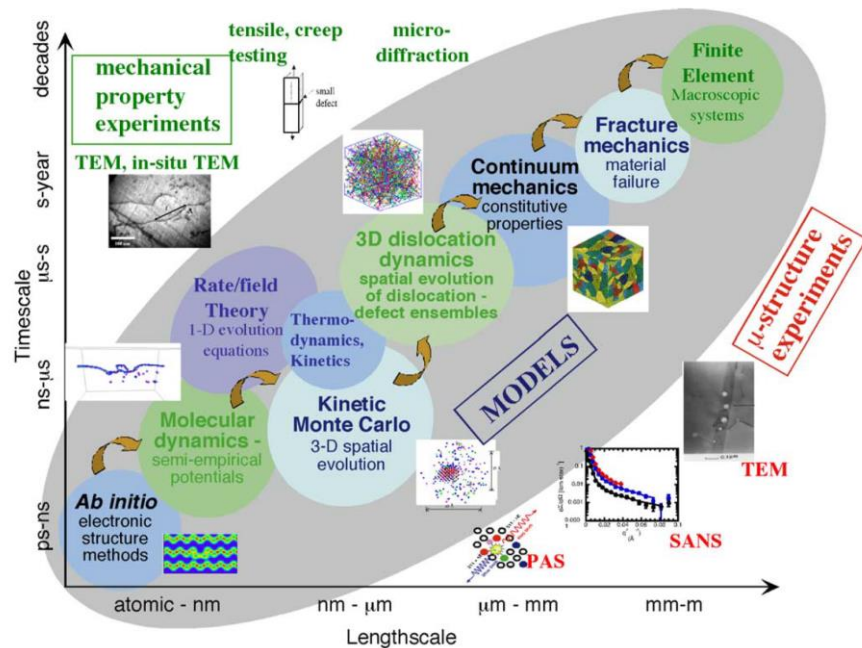 tensile, creep
testing
micro-
diffraction
small
defect
mechanical
property
experiments
TEM, in-situ TEM
Finite
Element
Macroscopic
systems
Fracture
mechanics
material
failure
Continuum
mechanics
constitutive
properties
3D dislocation
dynamics
spatial evolution
of dislocation -
defect ensembles
Rate/field
Theory
1-D evolution
equations
Thermo-
dynamics,
Kinetics
Kinetic
Monte Carlo
3-D spatial
evolution
Molecular
dynamics -
semi-empirical
potentials
Ab initio
electronic
structure
methods
MODELS
μ-structure
experiments
TEM
SANS
PAS
Timescale
decades
s-year
μs-s
ns-μs
ps-ns
atomic - nm
nm - μm
μm - mm
mm-m
Lengthscale